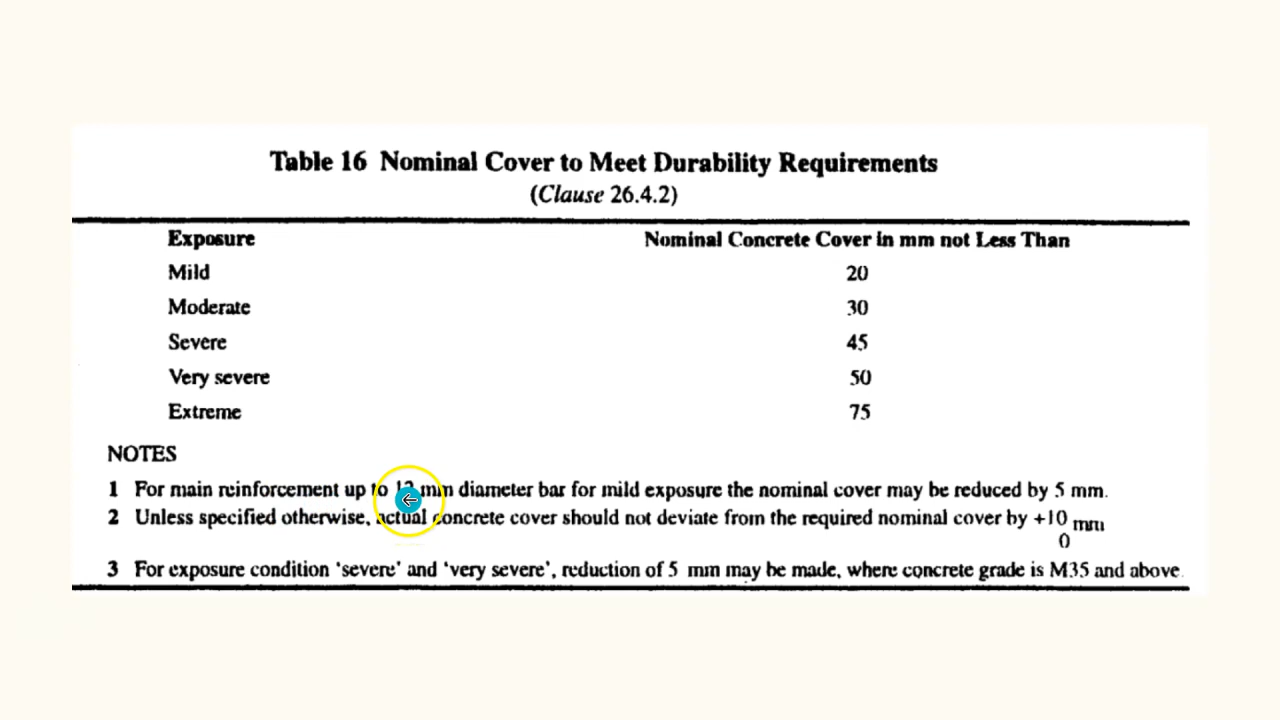 Table 16 Nominal Cover to Meet Durability Requirements
(Clause 26.4.2)
Exposure Nominal Concrete Cover in mm not Less Than
Mild 20
Moderate 30
Severe 45
Very severe 50
Extreme 75
NOTES
1 For main reinforcement up to 12 mm diameter bar for mild exposure the nominal cover may be reduced by 5 mm.
2 Unless specified otherwise, actual concrete cover should not deviate from the required nominal cover by +10 mm
0
3 For exposure condition ‘severe’ and ‘very severe’, reduction of 5 mm may be made, where concrete grade is M35 and above.